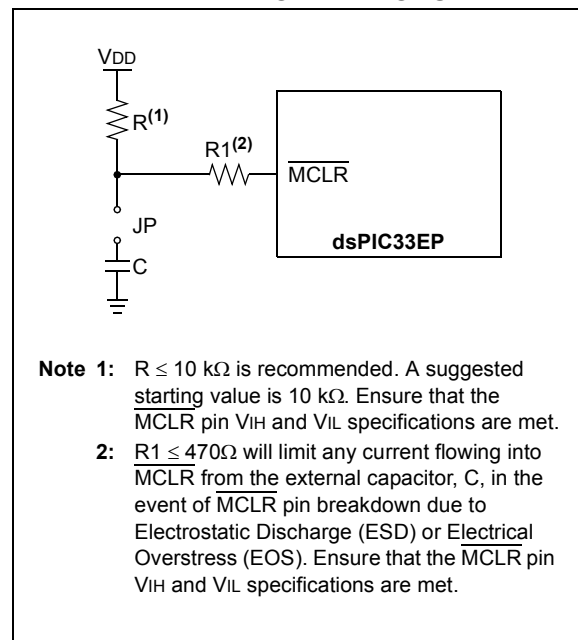 VDD
R(1)
R1(2)
MCLR
JP
dsPIC33EP
C
Note 1: R ≤ 10 kΩ is recommended. A suggested
starting value is 10 kΩ. Ensure that the
MCLR pin VIH and VIL specifications are met.
2: R1 ≤ 470Ω will limit any current flowing into
MCLR from the external capacitor, C, in the
event of MCLR pin breakdown due to
Electrostatic Discharge (ESD) or Electrical
Overstress (EOS). Ensure that the MCLR pin
VIH and VIL specifications are met.